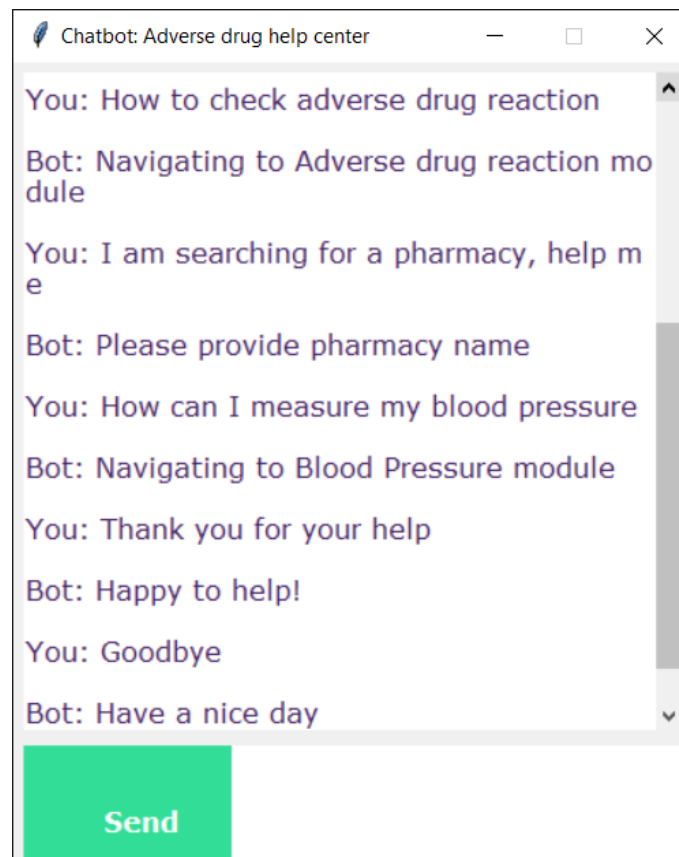 Chatbot: Adverse drug help center
You: How to check adverse drug reaction
Bot: Navigating to Adverse drug reaction mo
dule
You: I am searching for a pharmacy, help m
e
Bot: Please provide pharmacy name
You: How can I measure my blood pressure
Bot: Navigating to Blood Pressure module
You: Thank you for your help
Bot: Happy to help!
You: Goodbye
Bot: Have a nice day
Send